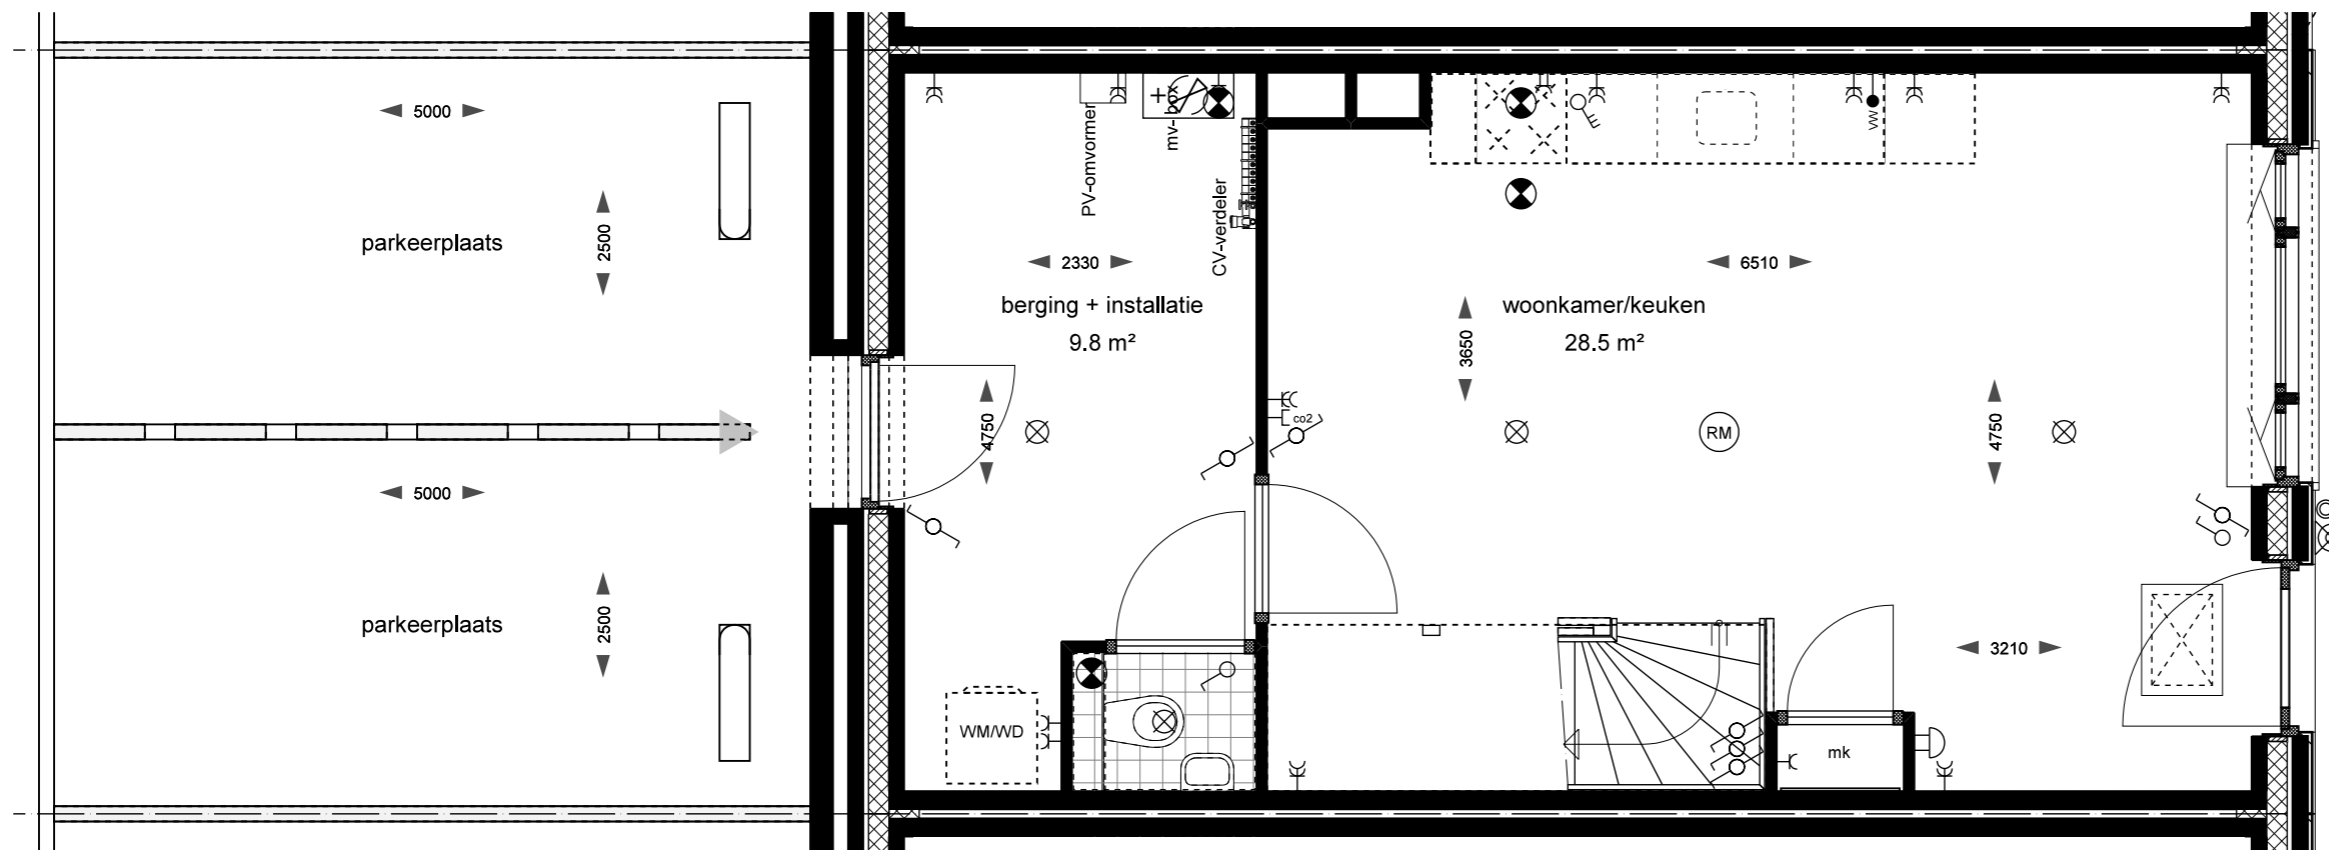 5000
2500
parkeerplaats
5000
2500
parkeerplaats
PV-omvormer
mv-box
CV-verdeler
2330
berging + installatie
9.8 m²
4750
WM/WD
6510
woonkamer/keuken
28.5 m²
3650
co2
RM
4750
3210
mk